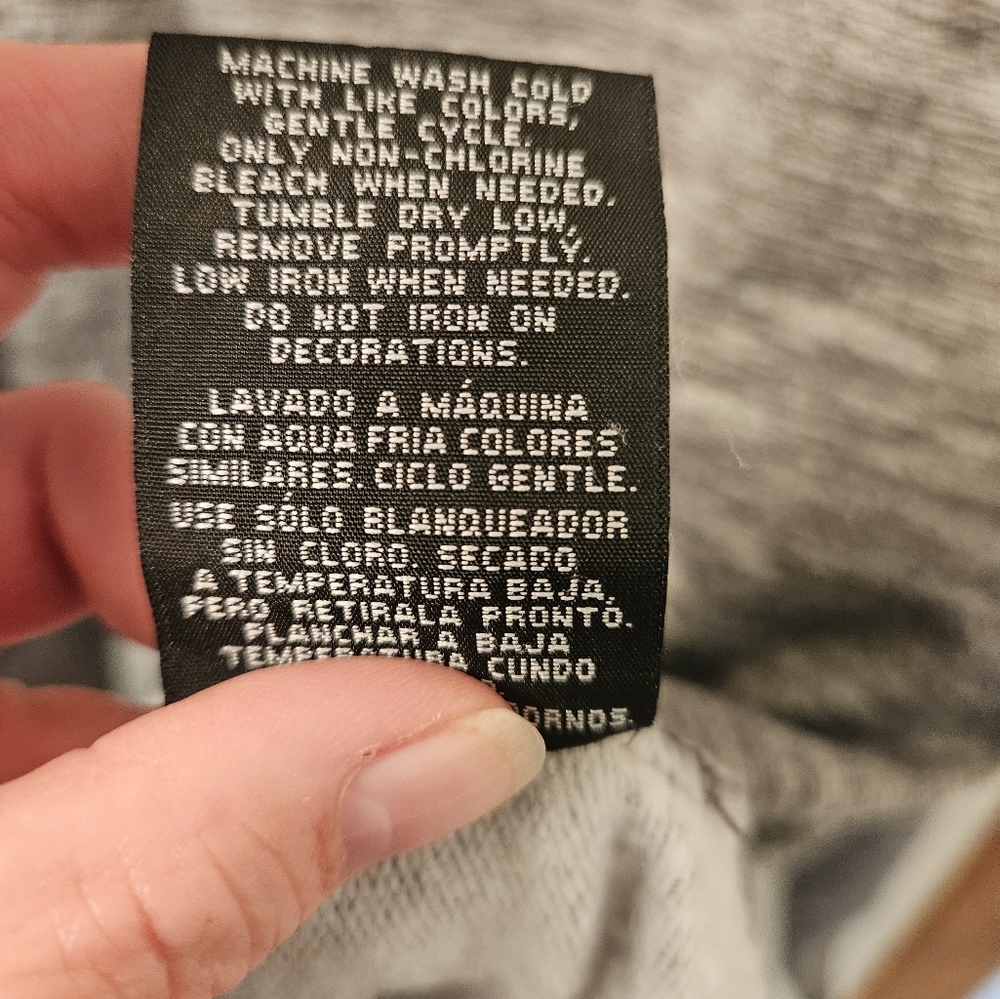 MACHINE WASH COLD
WITH LIKE COLORS,
GENTLE CYCLE.
ONLY NON-CHLORINE
BLEACH WHEN NEEDED.
TUMBLE DRY LOW,
REMOVE PROMPTLY.
LOW IRON WHEN NEEDED.
DO NOT IRON ON
DECORATIONS.
LAVADO A MÁQUINA
CON AQUA FRIA COLORES
SIMILARES. CICLO GENTLE.
USE SÓLO BLANQUEADOR
SIN CLORO. SECADO
A TEMPERATURA BAJA,
PERO RETIRALA PRONTO.
PLANCHAR A BAJA
TEMPERATURA CUNDO